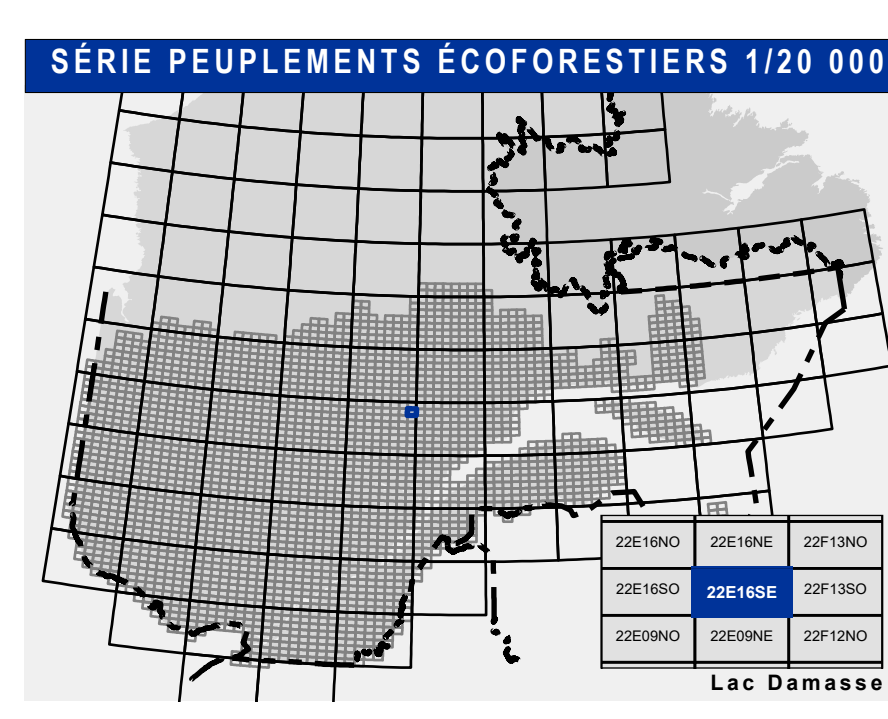 SÉRIE PEUPLEMENTS ÉCOFORESTIERS 1/20 000
22E16NO 22E16NE 22F13NO
22E16SO 22E16SE 22F13SO
22E09NO 22E09NE 22F12NO
Lac Damasse